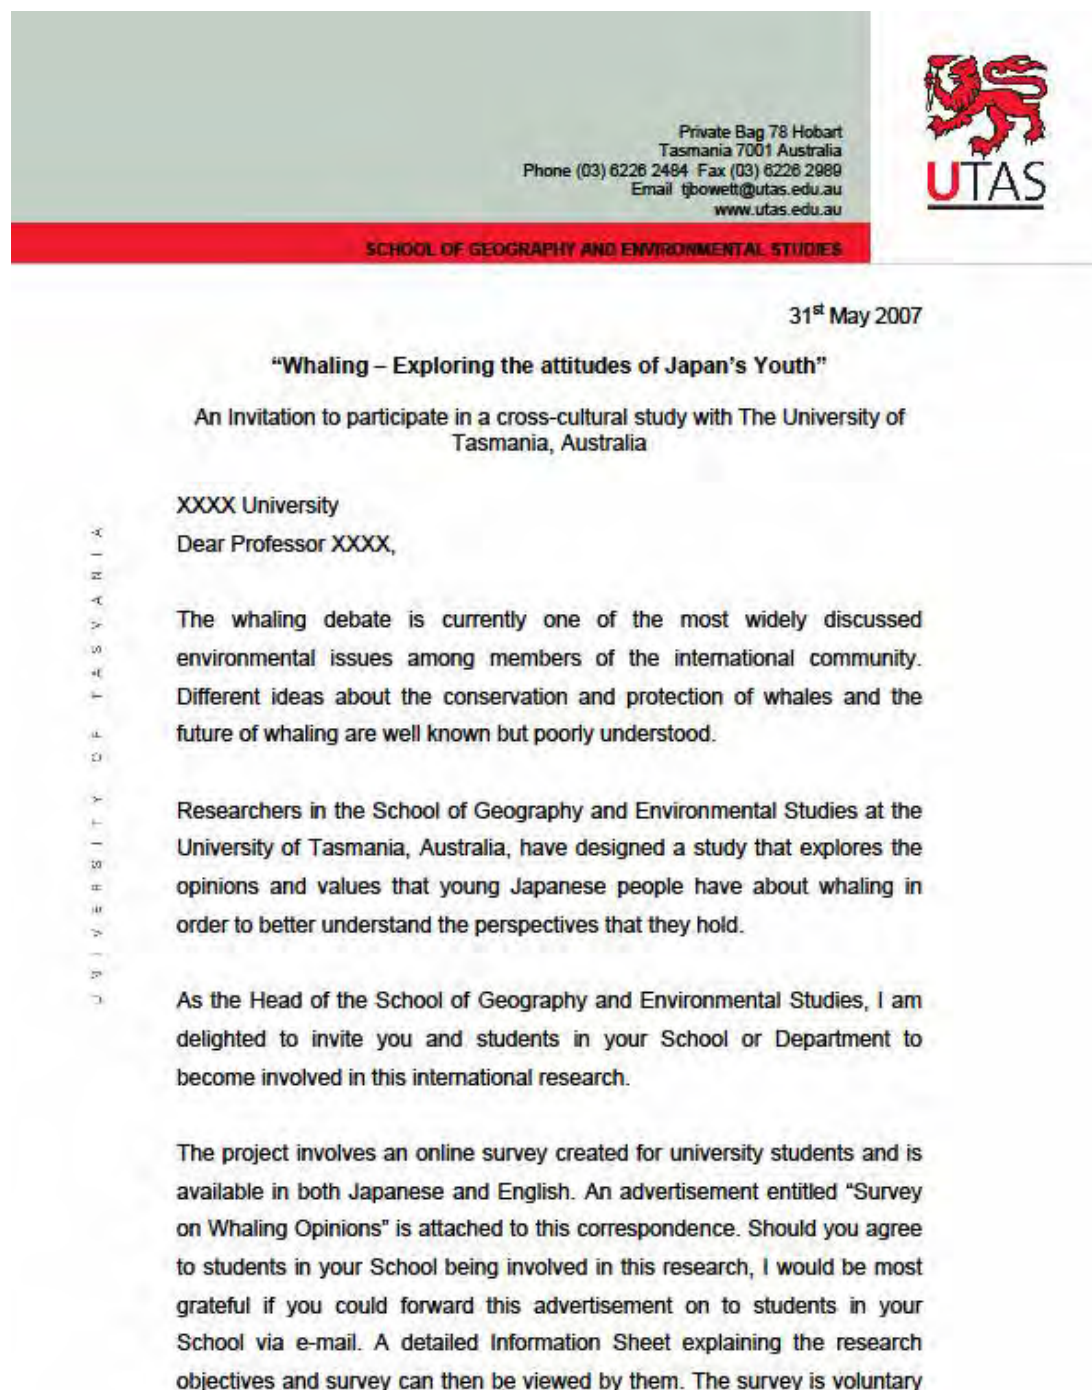 Private Bag 78 Hobart
Tasmania 7001 Australia
Phone (03) 6226 2484 Fax (03) 6226 2989
Email tjbowett@utas.edu.au
www.utas.edu.au
UTAS
SCHOOL OF GEOGRAPHY AND ENVIRONMENTAL STUDIES
31st May 2007
“Whaling – Exploring the attitudes of Japan’s Youth”
An Invitation to participate in a cross-cultural study with The University of
Tasmania, Australia
XXXX University
Dear Professor XXXX,
UNIVERSITY OF TASMANIA
The whaling debate is currently one of the most widely discussed
environmental issues among members of the international community.
Different ideas about the conservation and protection of whales and the
future of whaling are well known but poorly understood.
Researchers in the School of Geography and Environmental Studies at the
University of Tasmania, Australia, have designed a study that explores the
opinions and values that young Japanese people have about whaling in
order to better understand the perspectives that they hold.
As the Head of the School of Geography and Environmental Studies, I am
delighted to invite you and students in your School or Department to
become involved in this international research.
The project involves an online survey created for university students and is
available in both Japanese and English. An advertisement entitled “Survey
on Whaling Opinions” is attached to this correspondence. Should you agree
to students in your School being involved in this research, I would be most
grateful if you could forward this advertisement on to students in your
School via e-mail. A detailed Information Sheet explaining the research
objectives and survey can then be viewed by them. The survey is voluntary